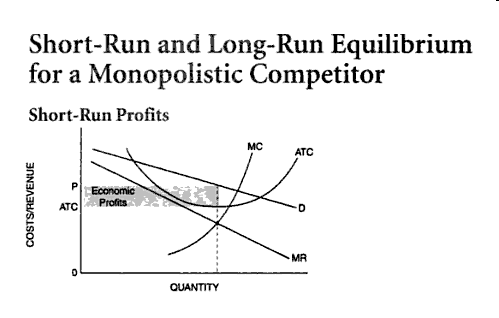 Short-Run and Long-Run Equilibrium
for a Monopolistic Competitor
Short-Run Profits
MC
ATC
P
Economic
Profits
ATC
D
COSTS/REVENUE
MR
0
QUANTITY